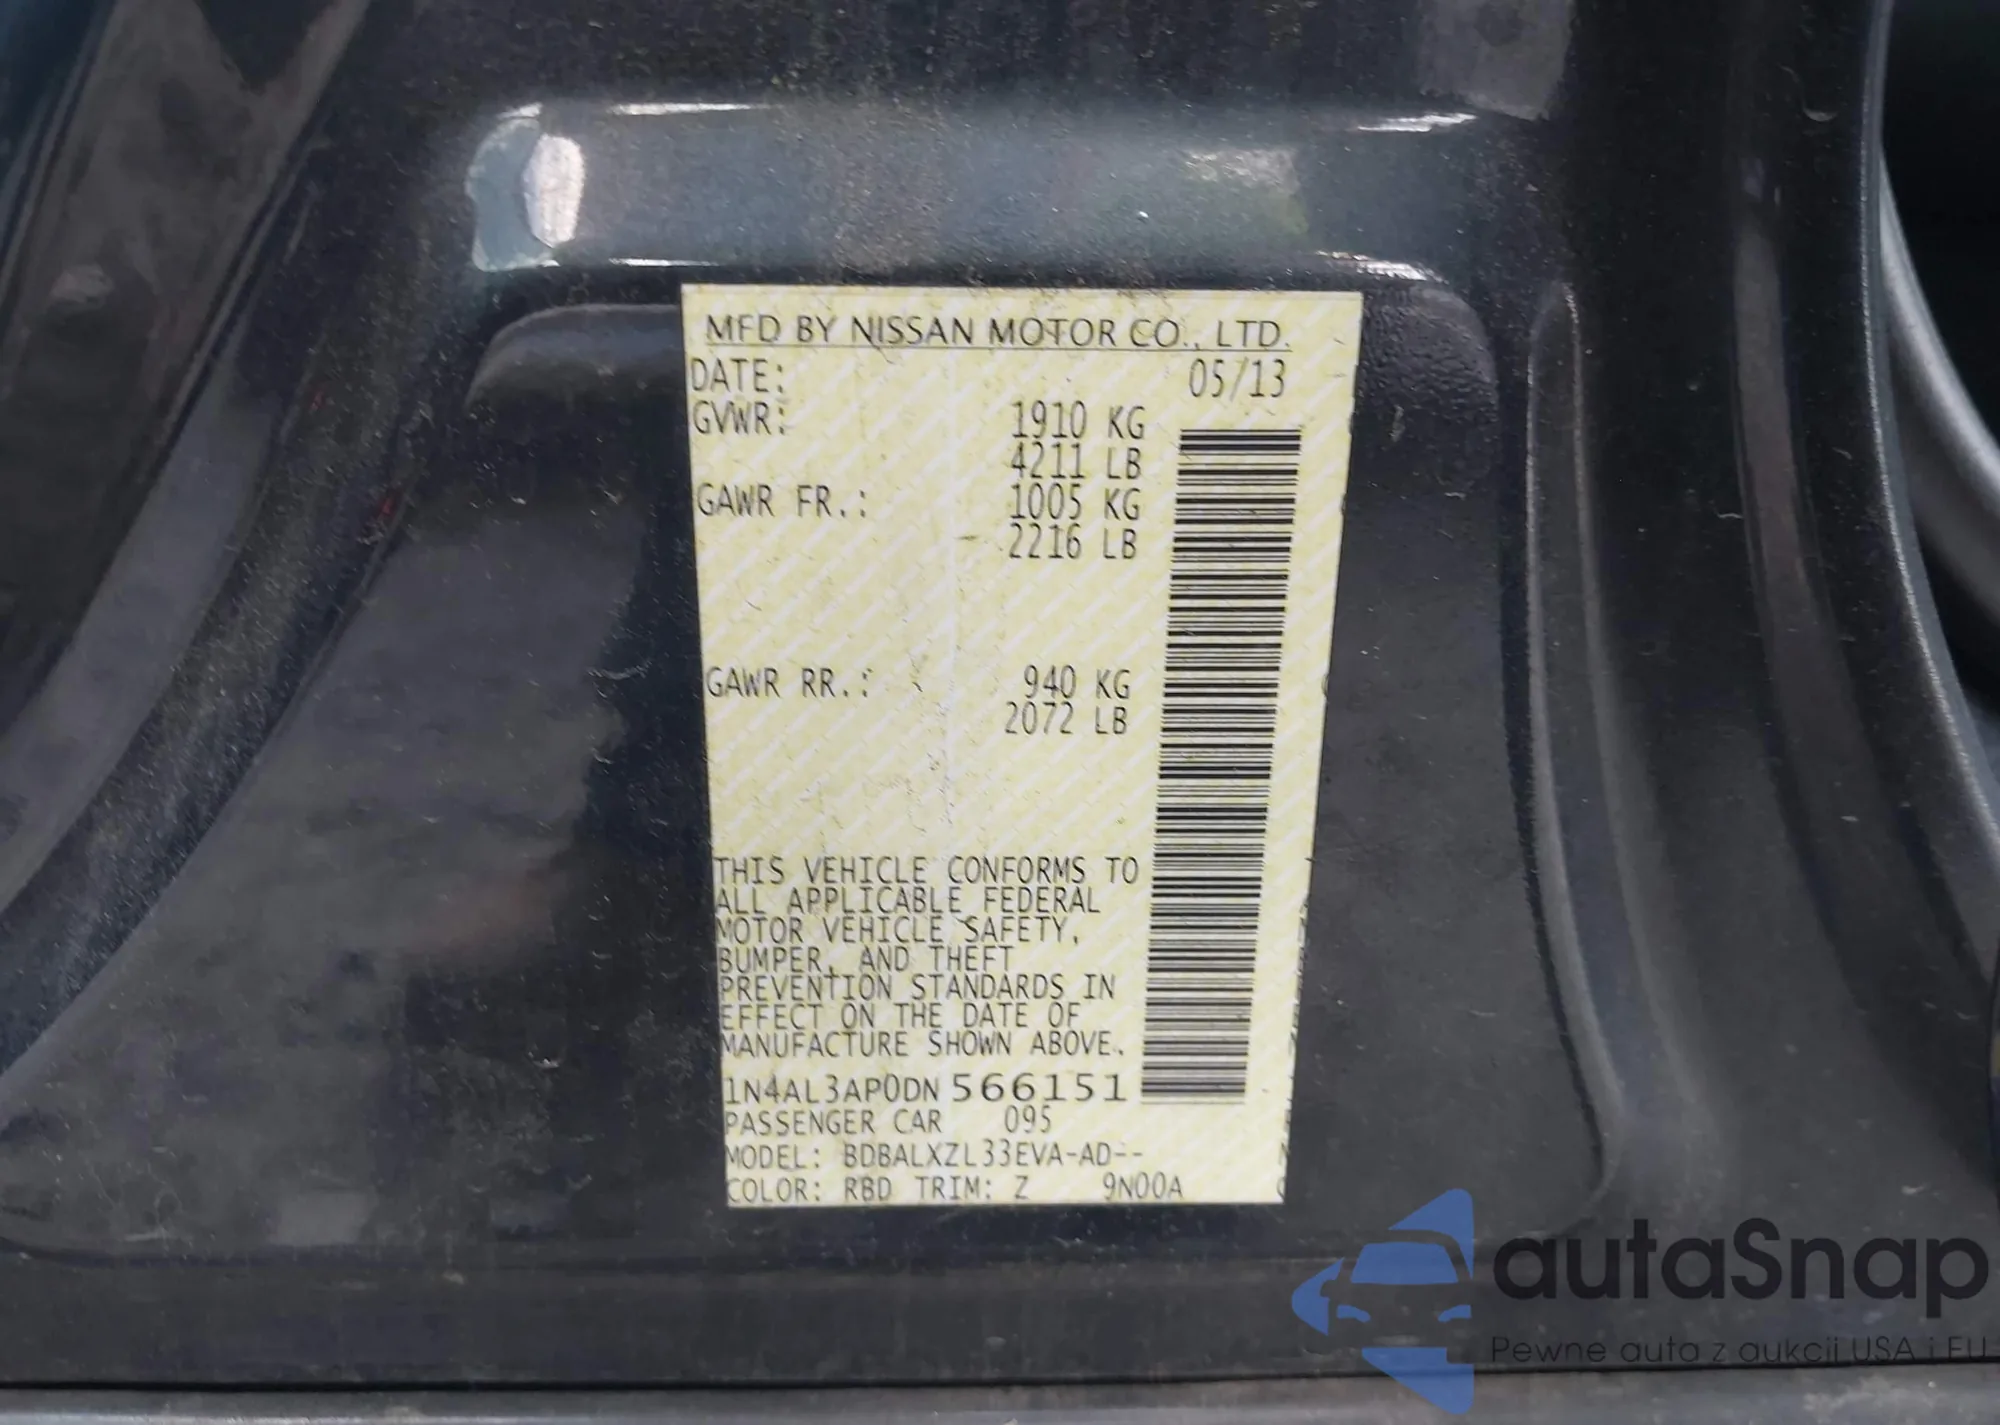 MFD BY NISSAN MOTOR CO., LTD.
DATE: 05/13
GVWR: 1910 KG
4211 LB
GAWR FR.: 1005 KG
2216 LB
GAWR RR.: 940 KG
2072 LB
THIS VEHICLE CONFORMS TO
ALL APPLICABLE FEDERAL
MOTOR VEHICLE SAFETY,
BUMPER, AND THEFT
PREVENTION STANDARDS IN
EFFECT ON THE DATE OF
MANUFACTURE SHOWN ABOVE.
1N4AL3AP0DN566151
PASSENGER CAR 095
MODEL: BDBALXZL33EVA-AD--
COLOR: RBD TRIM: Z 9N00A
autaSnap
Pewne auta z aukcji USA i EU